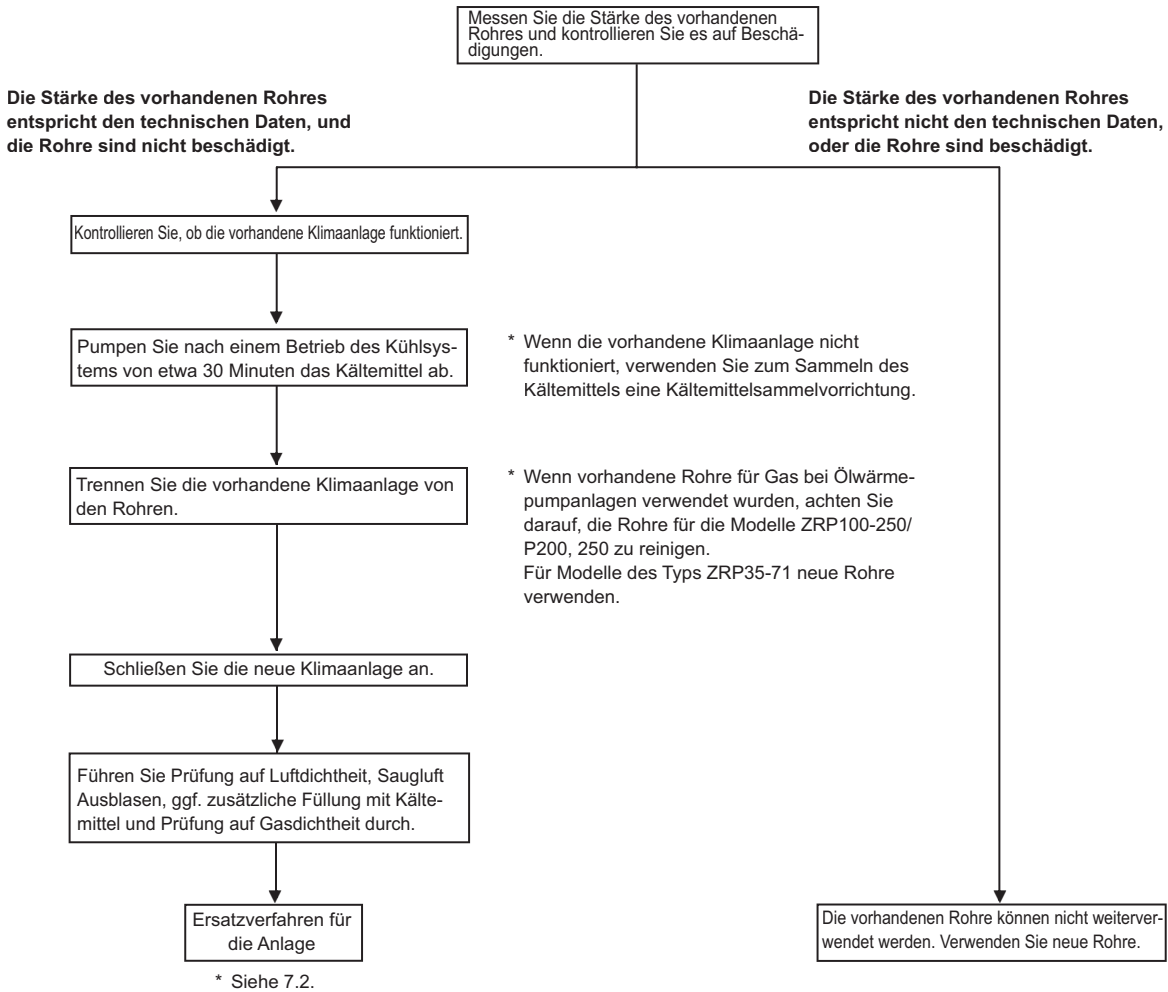 Messen Sie die Stärke des vorhandenen
Rohres und kontrollieren Sie es auf Beschä-
digungen.
Die Stärke des vorhandenen Rohres
entspricht den technischen Daten, und
die Rohre sind nicht beschädigt.
Die Stärke des vorhandenen Rohres
entspricht nicht den technischen Daten,
oder die Rohre sind beschädigt.
Kontrollieren Sie, ob die vorhandene Klimaanlage funktioniert.
Pumpen Sie nach einem Betrieb des Kühlsys-
tems von etwa 30 Minuten das Kältemittel ab.
* Wenn die vorhandene Klimaanlage nicht
funktioniert, verwenden Sie zum Sammeln des
Kältemittels eine Kältemittelsammelvorrichtung.
Trennen Sie die vorhandene Klimaanlage von
den Rohren.
* Wenn vorhandene Rohre für Gas bei Ölwärme-
pumpanlagen verwendet wurden, achten Sie
darauf, die Rohre für die Modelle ZRP100-250/
P200, 250 zu reinigen.
Für Modelle des Typs ZRP35-71 neue Rohre
verwenden.
Schließen Sie die neue Klimaanlage an.
Führen Sie Prüfung auf Luftdichtheit, Saugluft
Ausblasen, ggf. zusätzliche Füllung mit Kälte-
mittel und Prüfung auf Gasdichtheit durch.
Ersatzverfahren für
die Anlage
* Siehe 7.2.
Die vorhandenen Rohre können nicht weiterver-
wendet werden. Verwenden Sie neue Rohre.